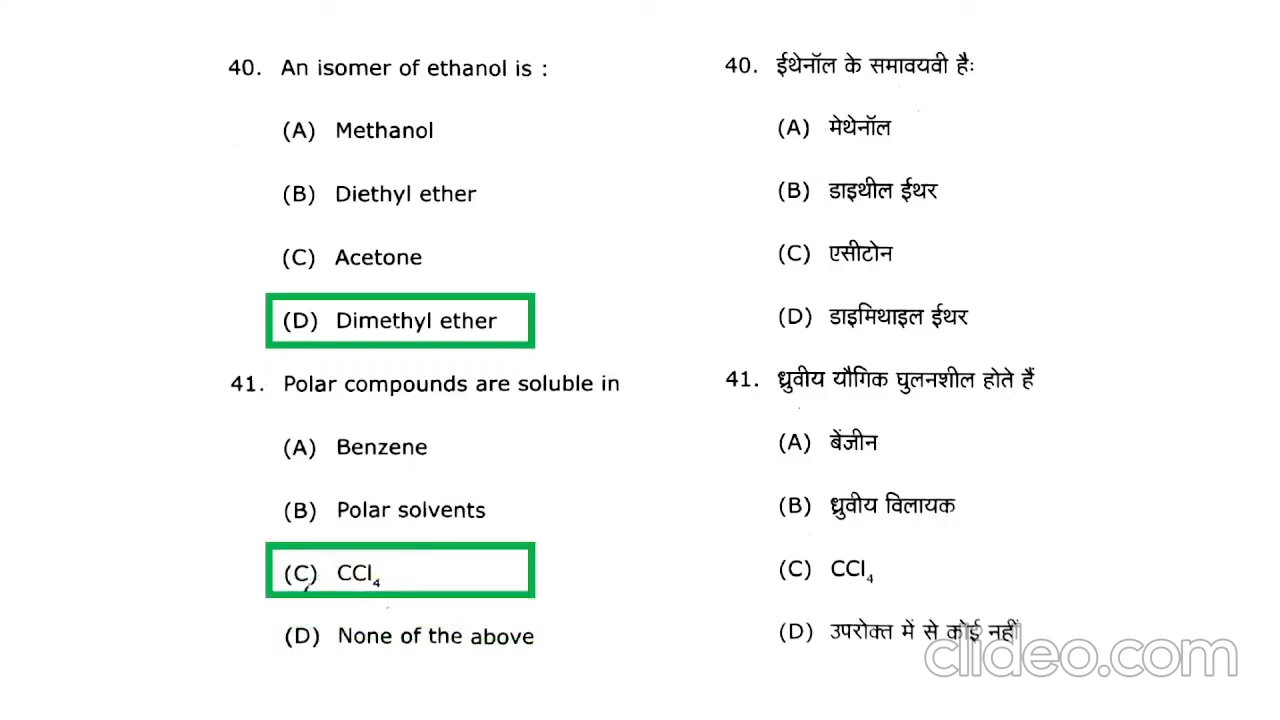 40. An isomer of ethanol is :
(A) Methanol
(B) Diethyl ether
(C) Acetone
(D) Dimethyl ether
41. Polar compounds are soluble in
(A) Benzene
(B) Polar solvents
(C) CCl₄
(D) None of the above
40. ईथेनॉल के समावयवी हैः
(A) मेथेनॉल
(B) डाइथील ईथर
(C) एसीटोन
(D) डाइमिथाइल ईथर
41. ध्रुवीय यौगिक घुलनशील होते हैं
(A) बेंजीन
(B) ध्रुवीय विलायक
(C) CCl₄
(D) उपरोक्त में से कोई नहीं
clideo.com